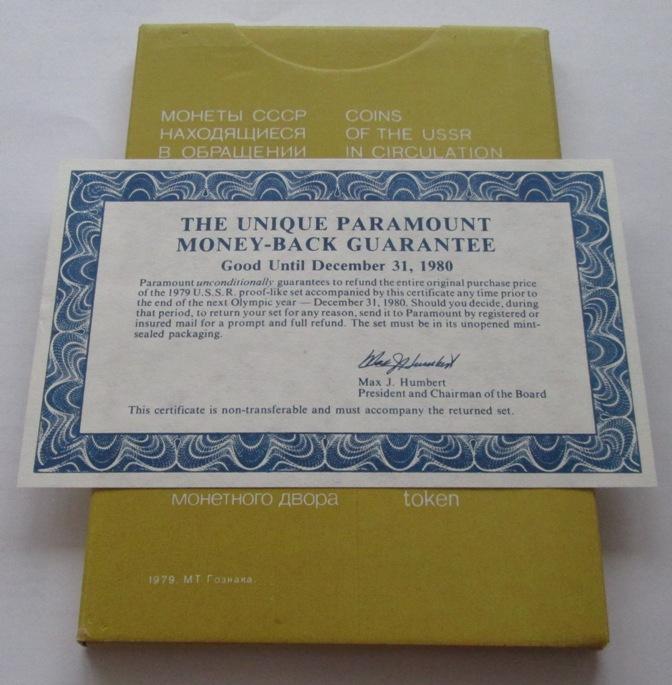 МОНЕТЫ СССР
НАХОДЯЩИЕСЯ
В ОБРАЩЕНИИ
COINS
OF THE USSR
IN CIRCULATION
THE UNIQUE PARAMOUNT
MONEY-BACK GUARANTEE
Good Until December 31, 1980
Paramount unconditionally guarantees to refund the entire original purchase price
of the 1979 U.S.S.R. proof-like set accompanied by this certificate any time prior to
the end of the next Olympic year — December 31, 1980. Should you decide, during
that period, to return your set for any reason, send it to Paramount by registered or
insured mail for a prompt and full refund. The set must be in its unopened mint-
sealed packaging.
Max J. Humbert
Max J. Humbert
President and Chairman of the Board
This certificate is non-transferable and must accompany the returned set.
монетного двора
token
1979. МТ Гознака.